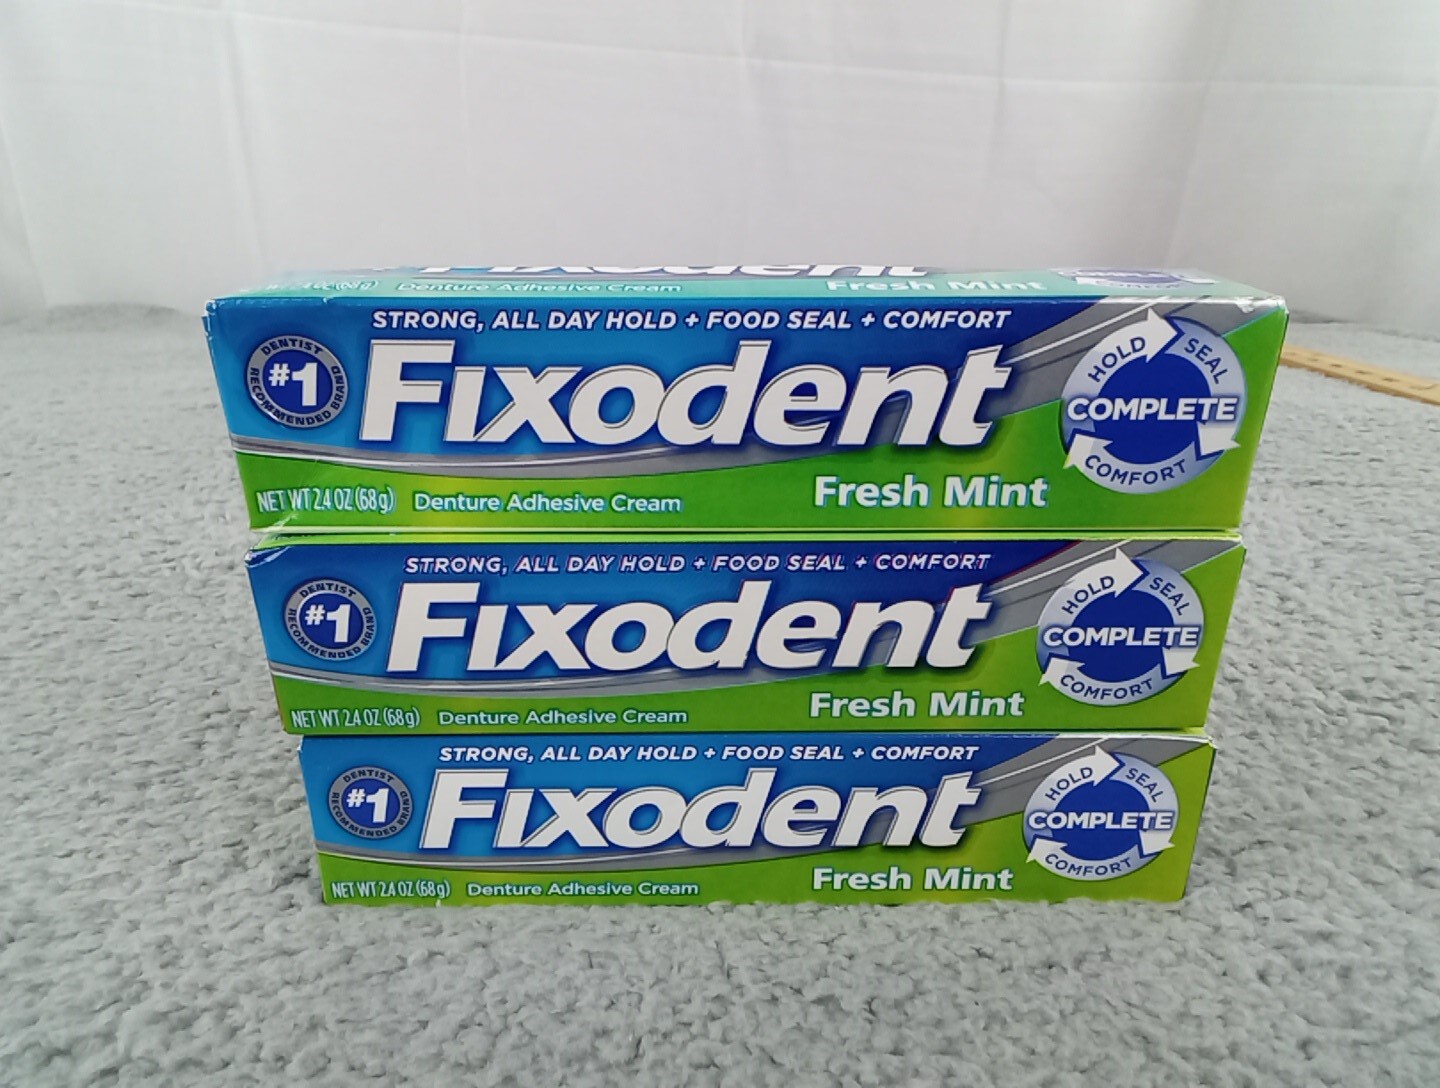 Fixodent
Denture Adhesive Cream
Fresh Mint
STRONG, ALL DAY HOLD + FOOD SEAL + COMFORT
DENTIST
#1
RECOMMENDED BRAND
Fixodent
HOLD
SEAL
COMPLETE
COMFORT
NET WT 2.4 OZ (68g)
Denture Adhesive Cream
Fresh Mint
STRONG, ALL DAY HOLD + FOOD SEAL + COMFORT
DENTIST
#1
RECOMMENDED BRAND
Fixodent
HOLD
SEAL
COMPLETE
COMFORT
NET WT 2.4 OZ (68g)
Denture Adhesive Cream
Fresh Mint
STRONG, ALL DAY HOLD + FOOD SEAL + COMFORT
DENTIST
#1
RECOMMENDED BRAND
Fixodent
HOLD
SEAL
COMPLETE
COMFORT
NET WT 2.4 OZ (68g)
Denture Adhesive Cream
Fresh Mint